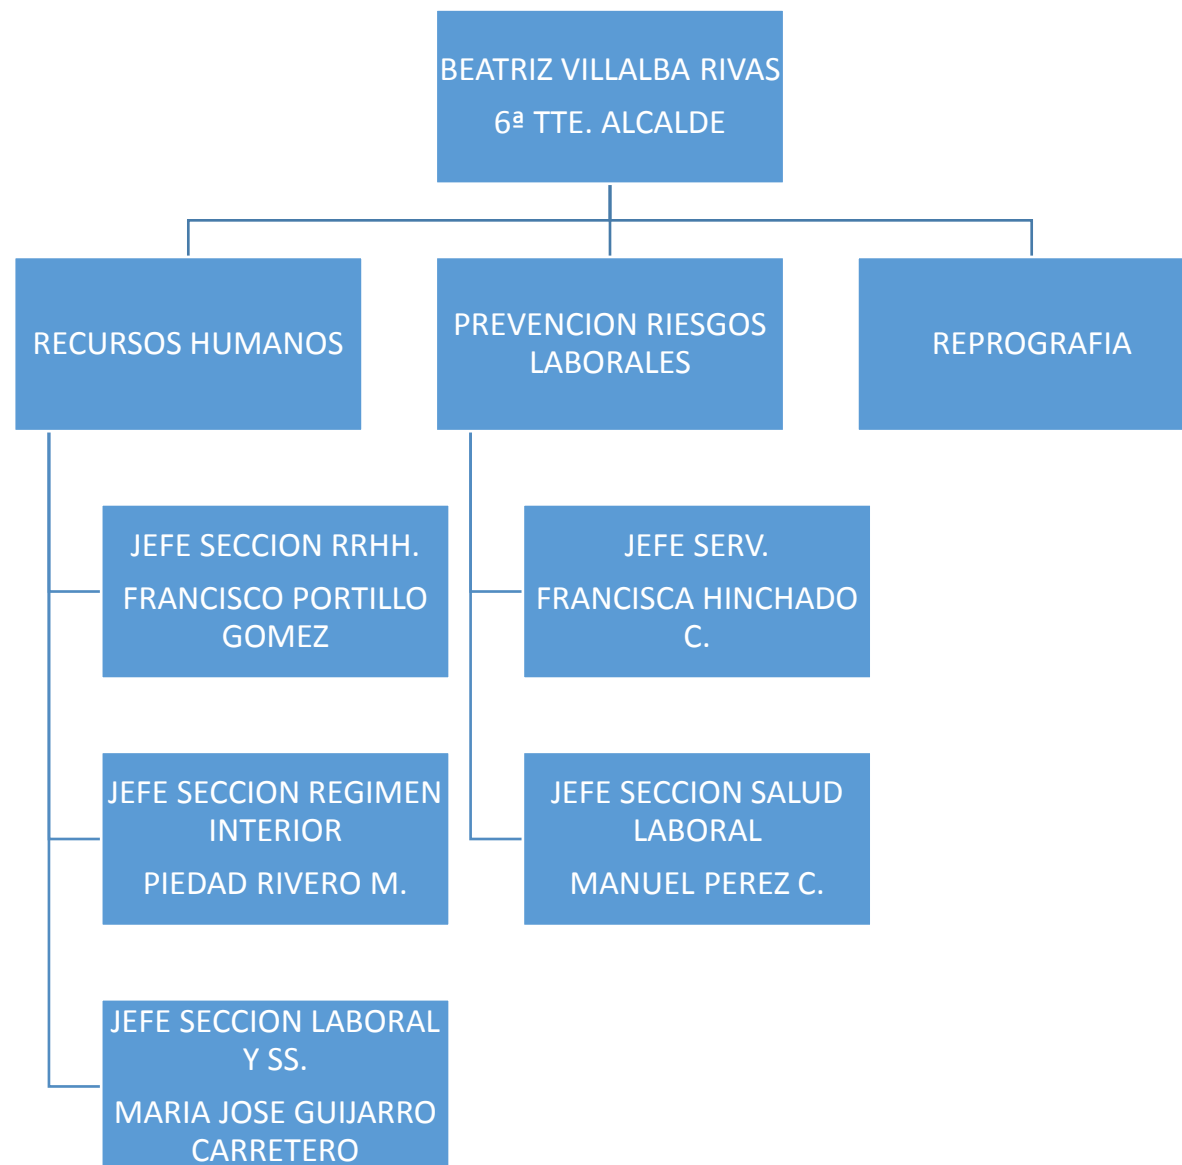 BEATRIZ VILLALBA RIVAS
6ª TTE. ALCALDE
RECURSOS HUMANOS
PREVENCION RIESGOS
LABORALES
REPROGRAFIA
JEFE SECCION RRHH.
FRANCISCO PORTILLO
GOMEZ
JEFE SERV.
FRANCISCA HINCHADO
C.
JEFE SECCION REGIMEN
INTERIOR
PIEDAD RIVERO M.
JEFE SECCION SALUD
LABORAL
MANUEL PEREZ C.
JEFE SECCION LABORAL
Y SS.
MARIA JOSE GUIJARRO
CARRETERO